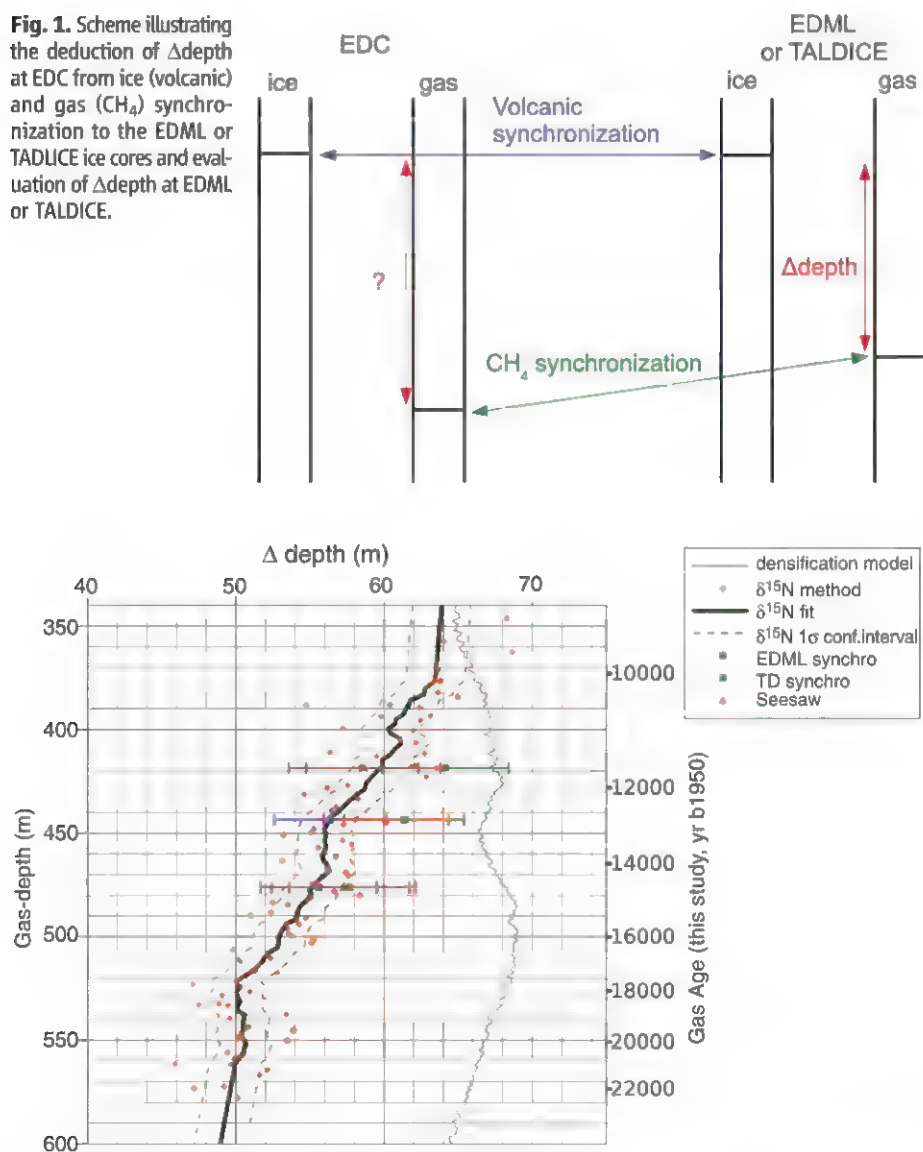 Fig. 1. Scheme illustrating
the deduction of Δdepth
at EDC from ice (volcanic)
and gas (CH₄) synchro-
nization to the EDML or
TADLICE ice cores and eval-
uation of Δdepth at EDML
or TALDICE.
EDC
EDML
or TALDICE
ice
gas
ice
gas
Volcanic
synchronization
?
Δdepth
CH₄ synchronization
Δ depth (m)
40 50 60 70
350
400
450
500
550
600
Gas-depth (m)
10000
12000
14000
16000
18000
20000
22000
Gas Age (this study, yr b1950)
densification model
δ¹⁵N method
δ¹⁵N fit
δ¹⁵N 1σ conf.interval
EDML synchro
TD synchro
Seesaw